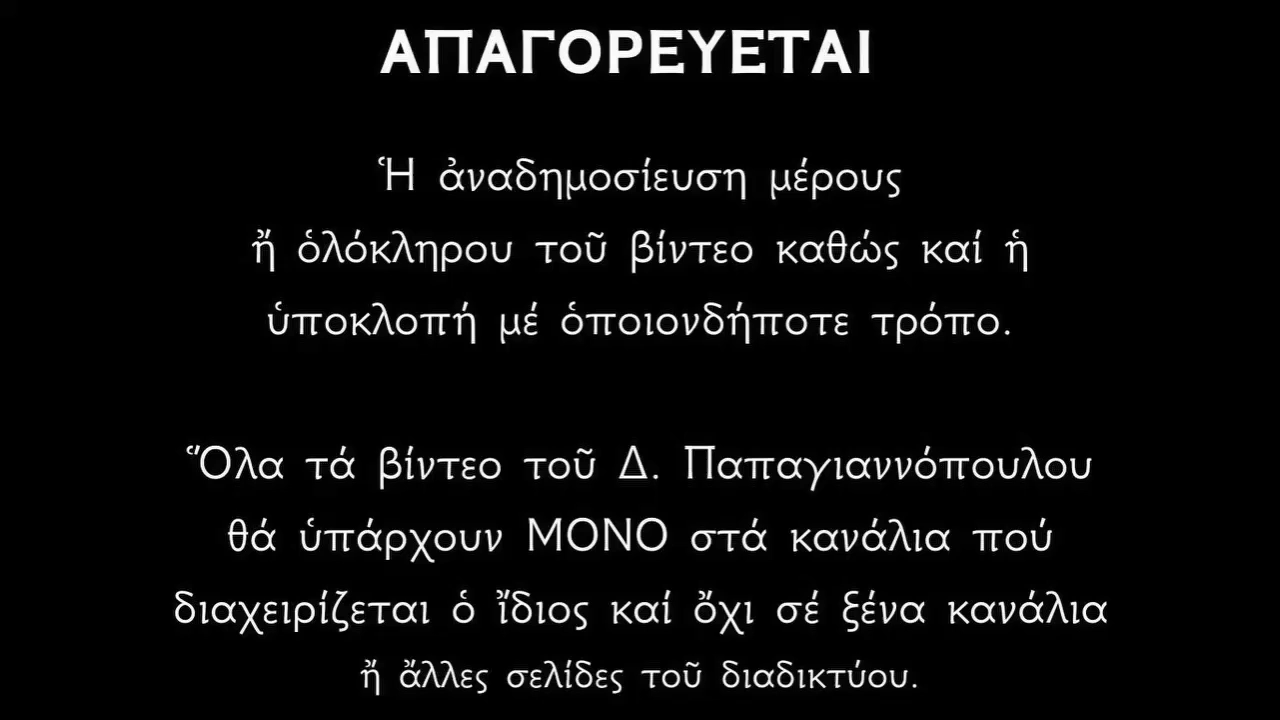 ΑΠΑΓΟΡΕΥΕΤΑΙ
Ἡ ἀναδημοσίευση μέρους
ἤ ὁλόκληρου τοῦ βίντεο καθώς καί ἡ
ὑποκλοπή μέ ὁποιονδήποτε τρόπο.
Ὅλα τά βίντεο τοῦ Δ. Παπαγιαννόπουλου
θά ὑπάρχουν ΜΟΝΟ στά κανάλια πού
διαχειρίζεται ὁ ἴδιος καί ὄχι σέ ξένα κανάλια
ἤ ἄλλες σελίδες τοῦ διαδικτύου.